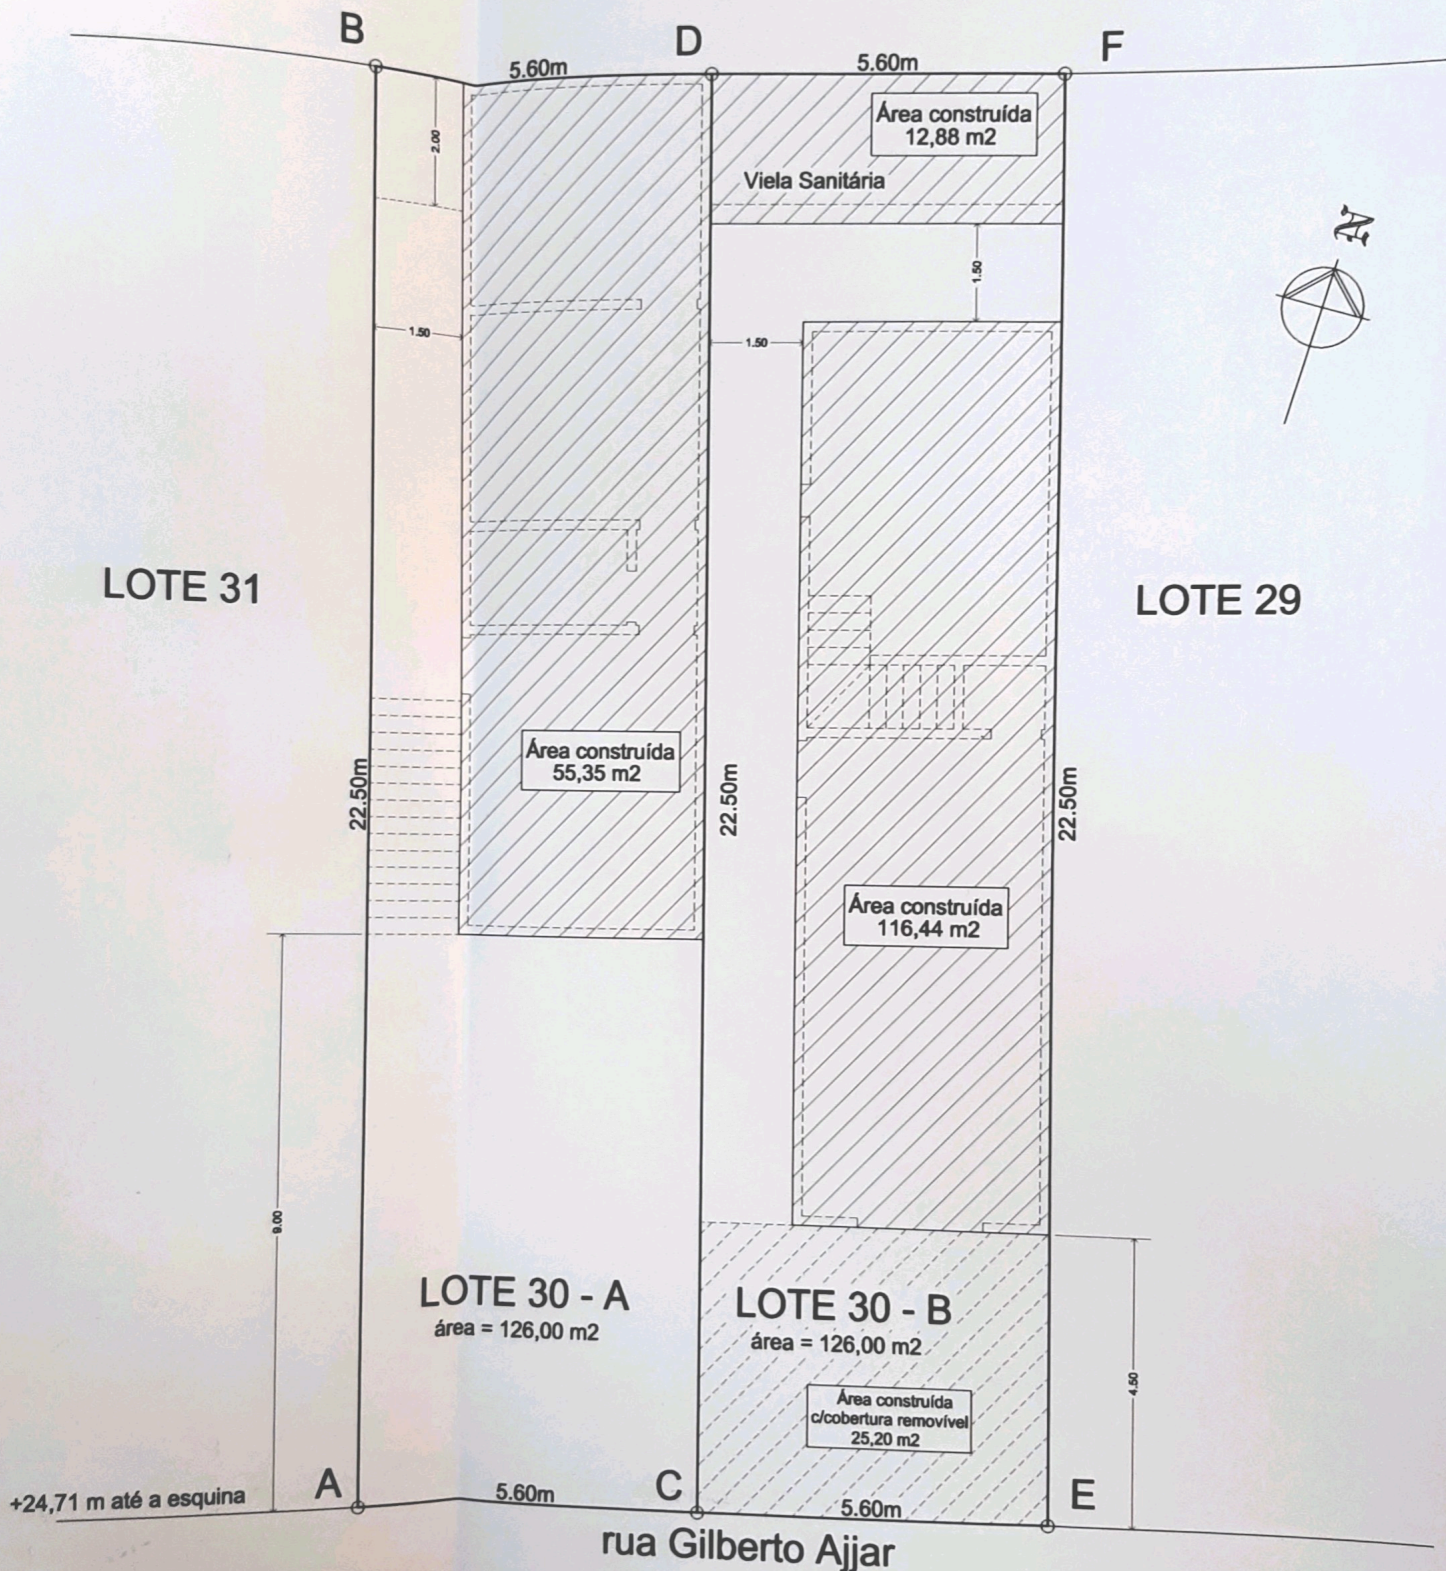 B
D
F
5.60m
5.60m
Área construída
12,88 m2
2.00
Viela Sanitária
N
1.50
1.50
1.50
LOTE 31
LOTE 29
Área construída
55,35 m2
22.50m
22.50m
22.50m
Área construída
116,44 m2
9.00
LOTE 30 - A
área = 126,00 m2
LOTE 30 - B
área = 126,00 m2
4.50
Área construída
c/cobertura removível
25,20 m2
+24,71 m até a esquina
A
5.60m
C
5.60m
E
rua Gilberto Ajjar